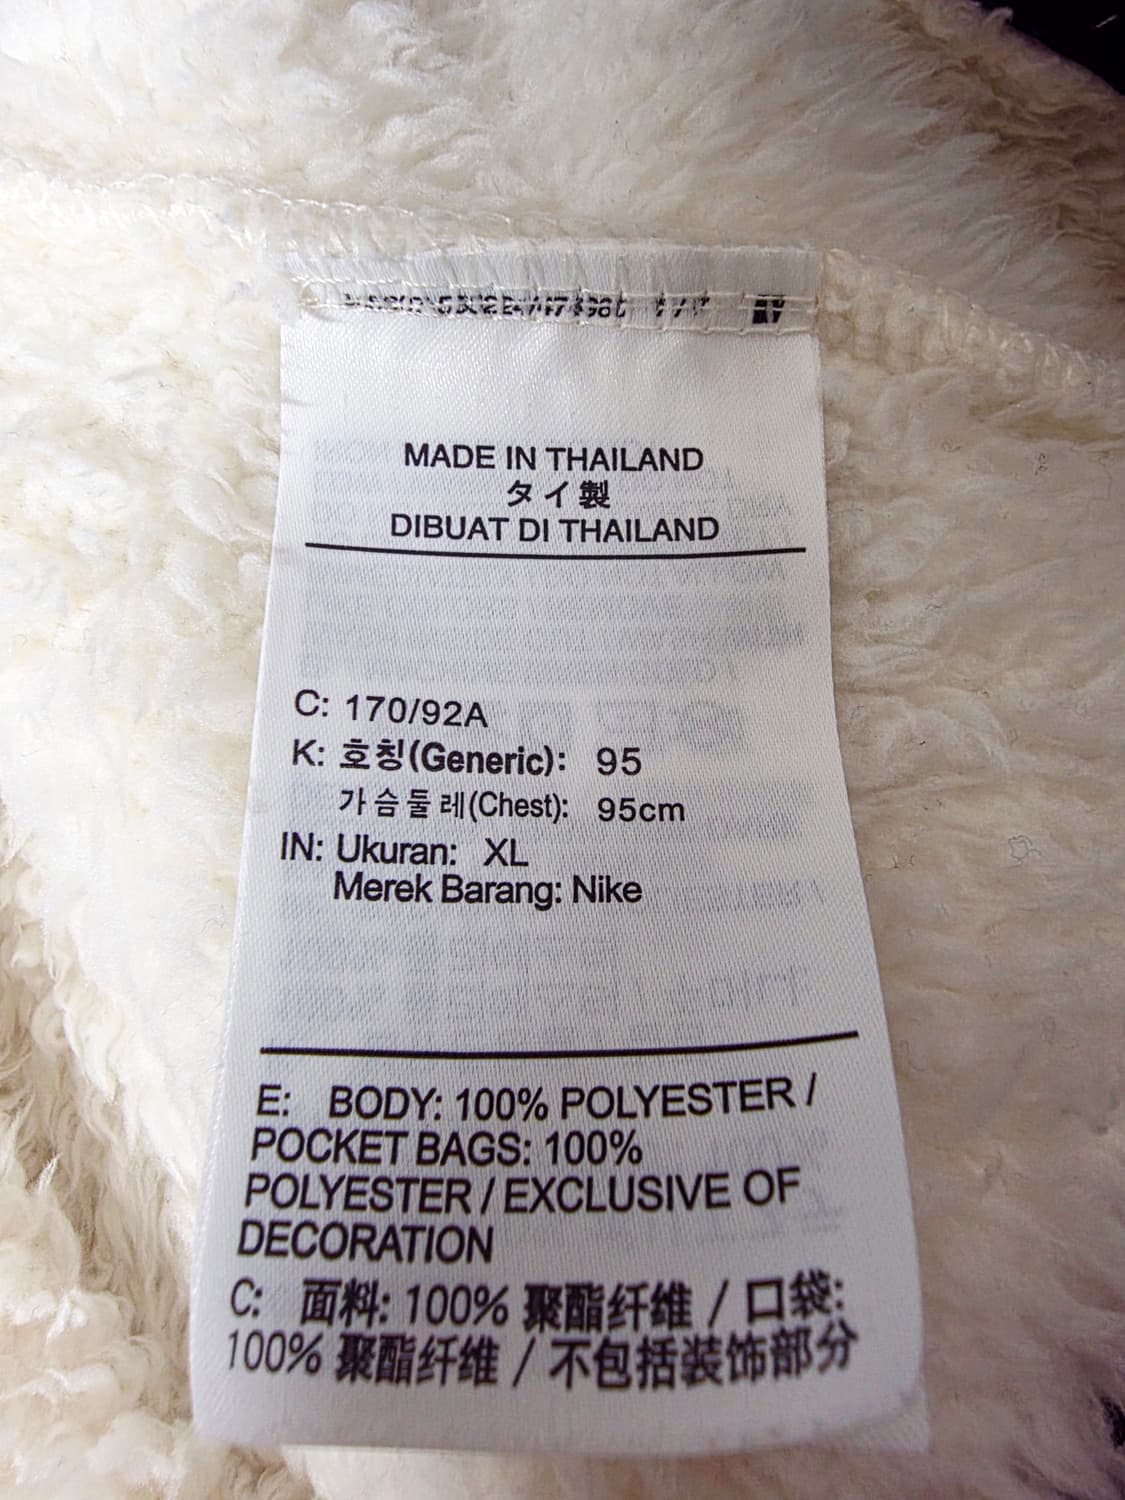 MADE IN THAILAND
タイ製
DIBUAT DI THAILAND
C: 170/92A
K: 호칭(Generic): 95
가슴둘레(Chest): 95cm
IN: Ukuran: XL
Merek Barang: Nike
E: BODY: 100% POLYESTER /
POCKET BAGS: 100%
POLYESTER / EXCLUSIVE OF
DECORATION
C: 面料: 100% 聚酯纤维 / 口袋:
100% 聚酯纤维 / 不包括装饰部分